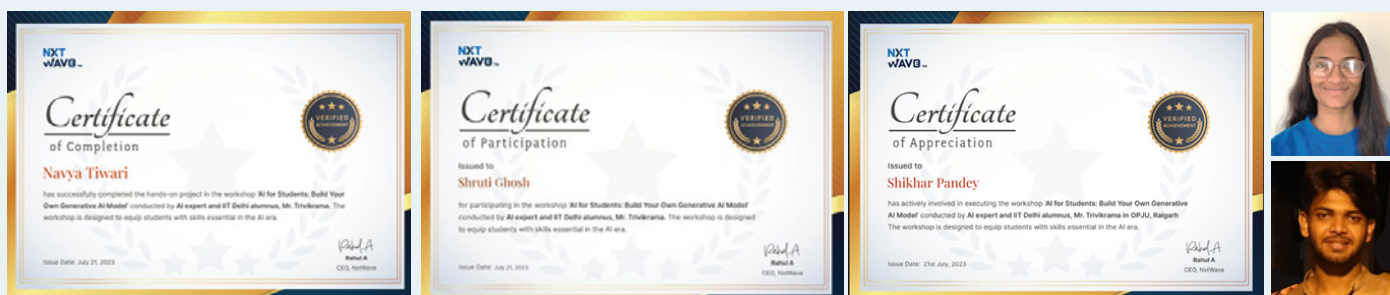 NXT
WAVE
Certificate
of Completion
VERIFIED
ACHIEVEMENT
Navya Tiwari
has successfully completed the hands-on project in the workshop 'AI for Students: Build Your
Own Generative AI Model' conducted by AI expert and IIT Delhi alumnus, Mr. Trivikrama. The
workshop is designed to equip students with skills essential in the AI era.
Rahul A
Rahul A
CEO, NxtWave
Issue Date: July 21, 2023
NXT
WAVE
Certificate
of Participation
VERIFIED
ACHIEVEMENT
Issued to
Shruti Ghosh
for participating in the workshop 'AI for Students: Build Your Own Generative AI Model'
conducted by AI expert and IIT Delhi alumnus, Mr. Trivikrama. The workshop is designed
to equip students with skills essential in the AI era.
Rahul A
Rahul A
CEO, NxtWave
Issue Date: July 21, 2023
NXT
WAVE
Certificate
of Appreciation
VERIFIED
ACHIEVEMENT
Issued to
Shikhar Pandey
has actively involved in executing the workshop 'AI for Students: Build Your Own Generative
AI Model' conducted by AI expert and IIT Delhi alumnus, Mr. Trivikrama in OPJU, Raigarh
The workshop is designed to equip students with skills essential in the AI era.
Rahul A
Rahul A
CEO, NxtWave
Issue Date: 21st July, 2023